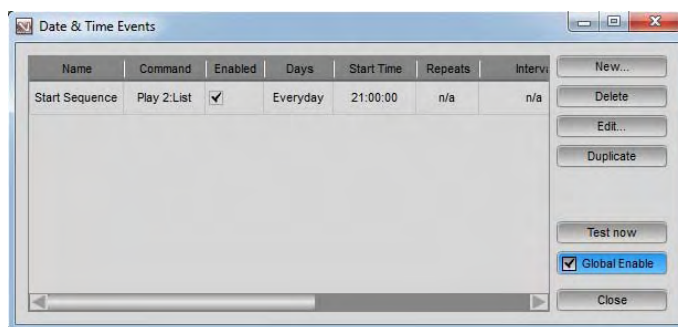 Date & Time Events
Name Command Enabled Days Start Time Repeats Interv
Start Sequence Play 2:List Everyday 21:00:00 n/a n/a
New...
Delete
Edit...
Duplicate
Test now
Global Enable
Close